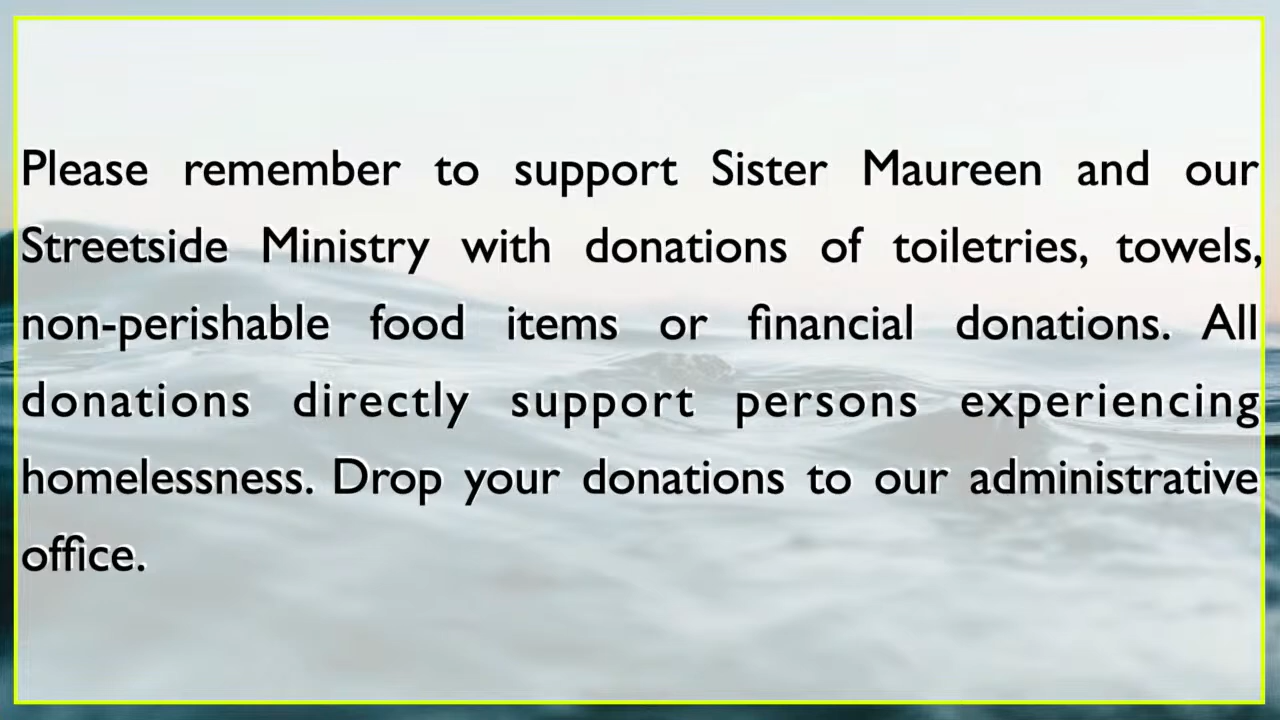 Please remember to support Sister Maureen and our
Streetside Ministry with donations of toiletries, towels,
non-perishable food items or financial donations. All
donations directly support persons experiencing
homelessness. Drop your donations to our administrative
office.